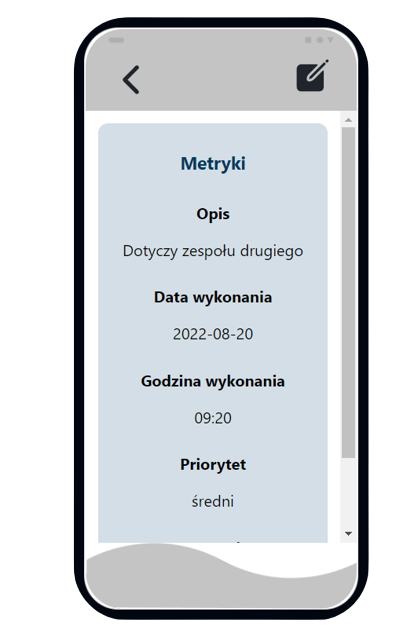 Metryki
Opis
Dotyczy zespołu drugiego
Data wykonania
2022-08-20
Godzina wykonania
09:20
Priorytet
średni